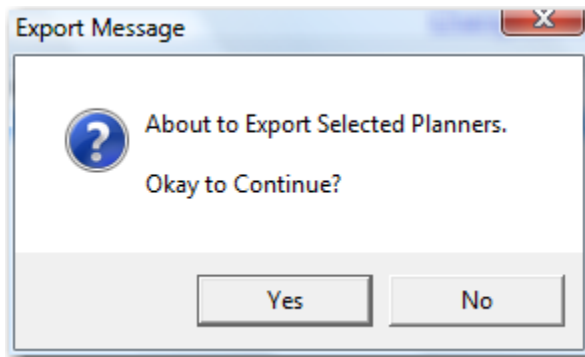 Export Message
About to Export Selected Planners.
Okay to Continue?
Yes
No